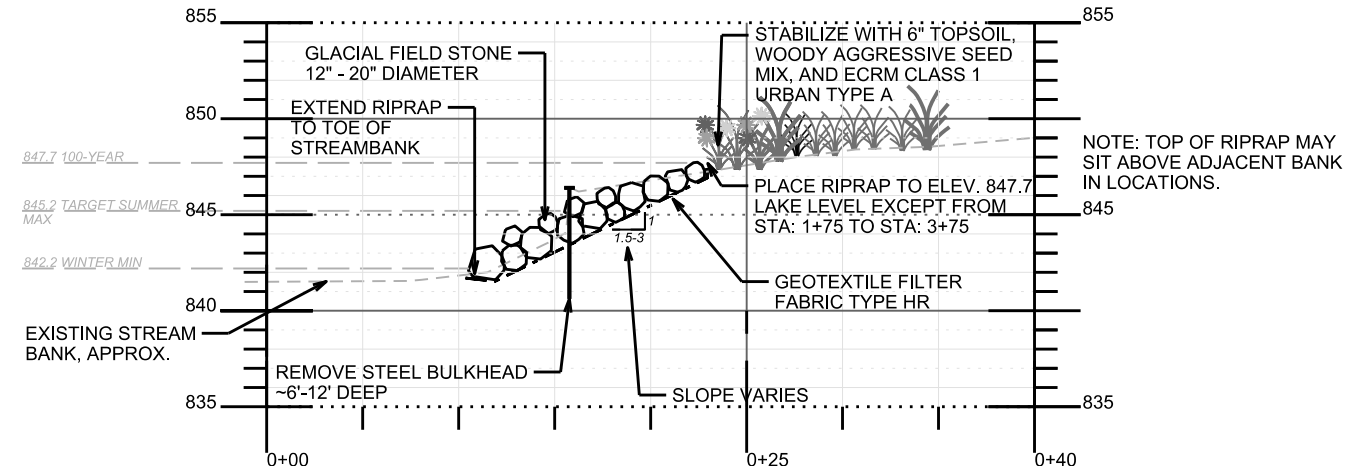 855
855
GLACIAL FIELD STONE
12" - 20" DIAMETER
STABILIZE WITH 6" TOPSOIL,
WOODY AGGRESSIVE SEED
MIX, AND ECRM CLASS 1
URBAN TYPE A
EXTEND RIPRAP
TO TOE OF
STREAMBANK
850
850
847.7 100-YEAR
NOTE: TOP OF RIPRAP MAY
SIT ABOVE ADJACENT BANK
IN LOCATIONS.
PLACE RIPRAP TO ELEV. 847.7
LAKE LEVEL EXCEPT FROM
STA: 1+75 TO STA: 3+75
845.2 TARGET SUMMER
MAX
845
845
1
1.5-3
842.2 WINTER MIN
GEOTEXTILE FILTER
FABRIC TYPE HR
840
840
EXISTING STREAM
BANK, APPROX.
REMOVE STEEL BULKHEAD
~6'-12' DEEP
SLOPE VARIES
835
835
0+00
0+25
0+40